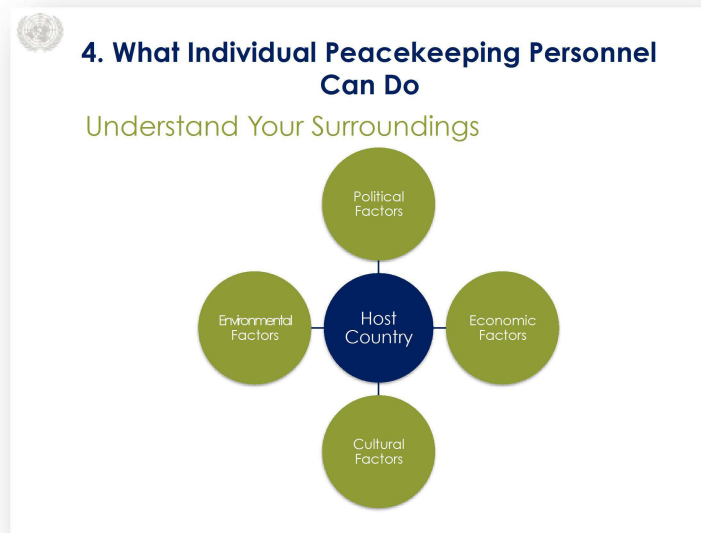 4. What Individual Peacekeeping Personnel
Can Do
Understand Your Surroundings
Political
Factors
Environmental
Factors
Host
Country
Economic
Factors
Cultural
Factors